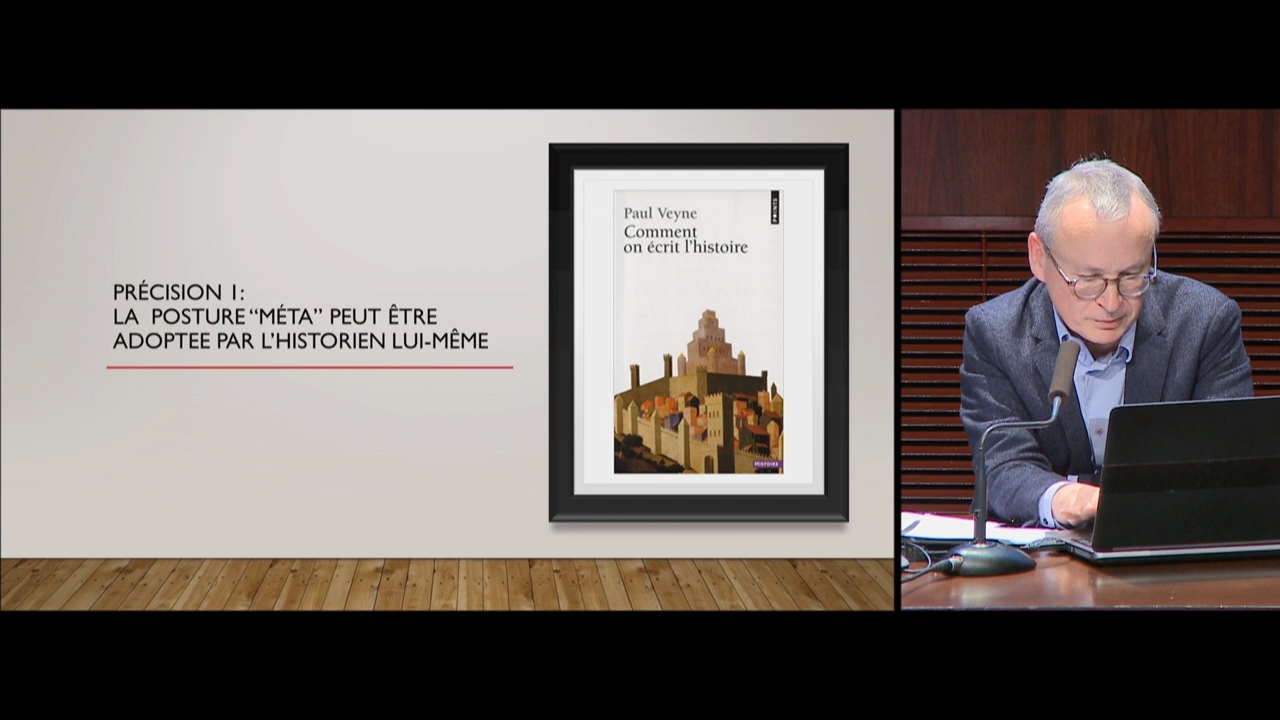 PRÉCISION 1:
LA POSTURE “MÉTA” PEUT ÊTRE
ADOPTEE PAR L’HISTORIEN LUI-MÊME
Paul Veyne
Comment
on écrit l'histoire
POINTS
HISTOIRE